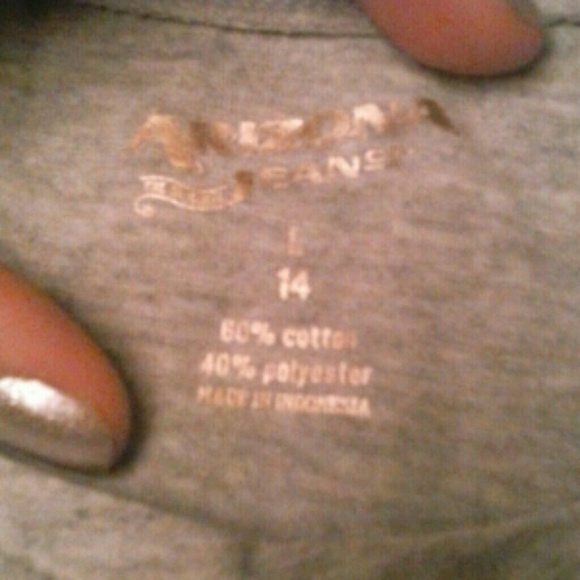 ARIZONA
JEANS
L
14
60% cotton
40% polyester
MADE IN INDONESIA